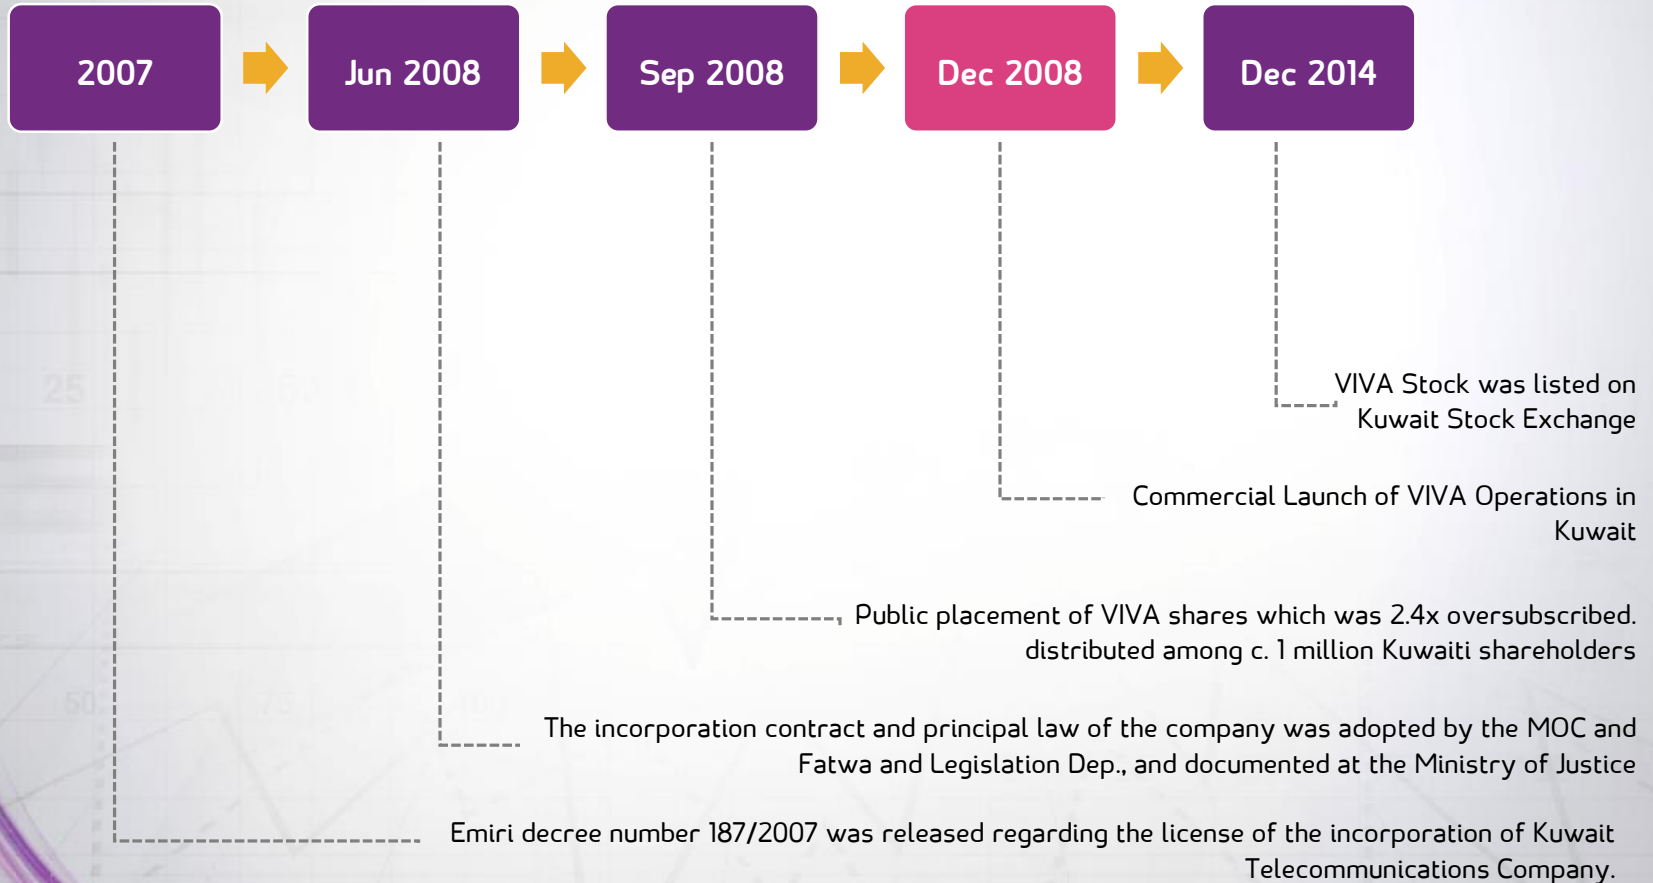 2007
Jun 2008
Sep 2008
Dec 2008
Dec 2014
VIVA Stock was listed on
Kuwait Stock Exchange
Commercial Launch of VIVA Operations in
Kuwait
Public placement of VIVA shares which was 2.4x oversubscribed.
distributed among c. 1 million Kuwaiti shareholders
The incorporation contract and principal law of the company was adopted by the MOC and
Fatwa and Legislation Dep., and documented at the Ministry of Justice
Emiri decree number 187/2007 was released regarding the license of the incorporation of Kuwait
Telecommunications Company.
25
50
75